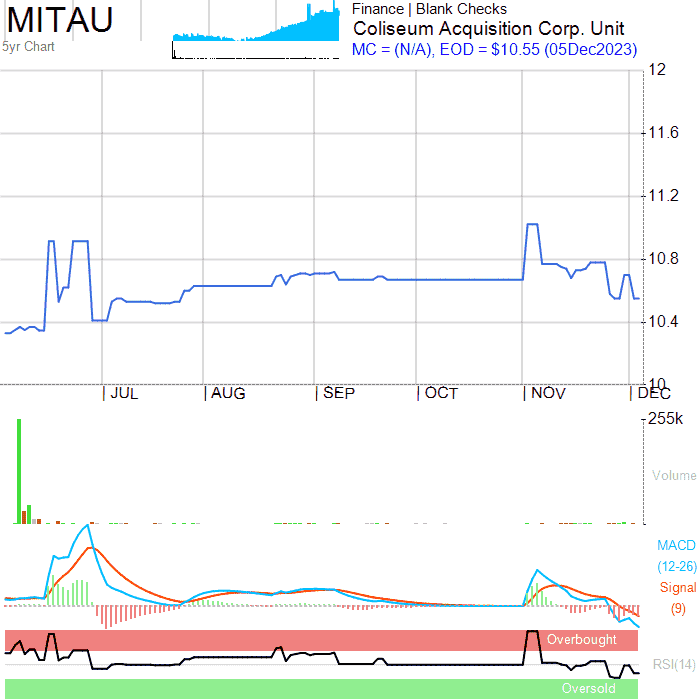 MITAU
5yr Chart
Finance | Blank Checks
Coliseum Acquisition Corp. Unit
MC = (N/A), EOD = $10.55 (05Dec2023)
12
11.6
11.2
10.8
10.4
10
| JUL
| AUG
| SEP
| OCT
| NOV
| DEC
255k
Volume
MACD
(12-26)
Signal
(9)
Overbought
RSI(14)
Oversold